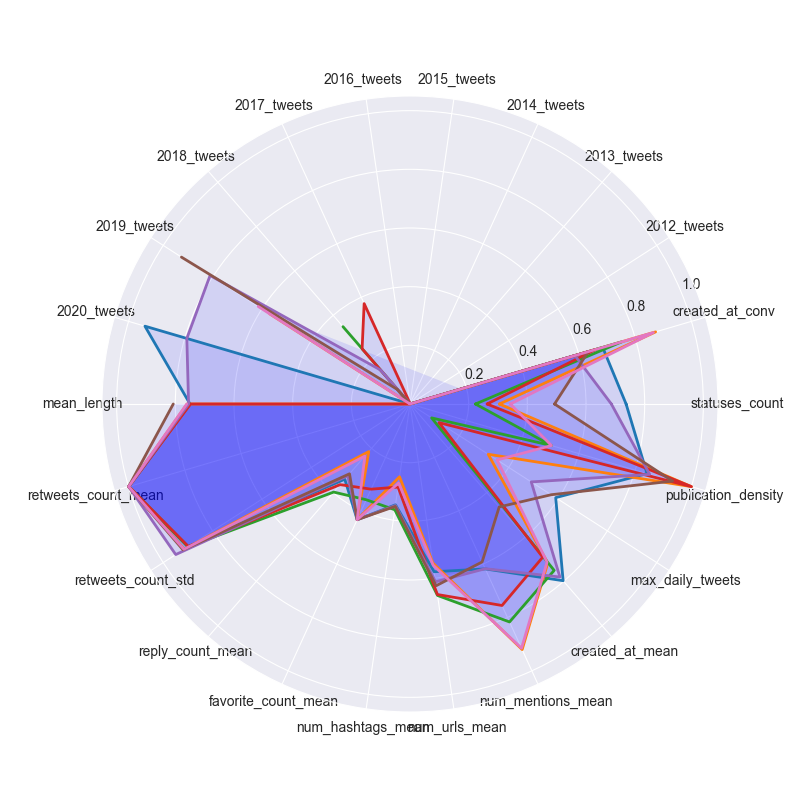 2016_tweets
2015_tweets
2017_tweets
2014_tweets
2018_tweets
2013_tweets
2019_tweets
2012_tweets
1.0
0.8
2020_tweets
created_at_conv
0.6
0.4
0.2
mean_length
statuses_count
retweets_count_mean
publication_density
retweets_count_std
max_daily_tweets
reply_count_mean
created_at_mean
favorite_count_mean
num_mentions_mean
num_hashtags_mean
num_urls_mean